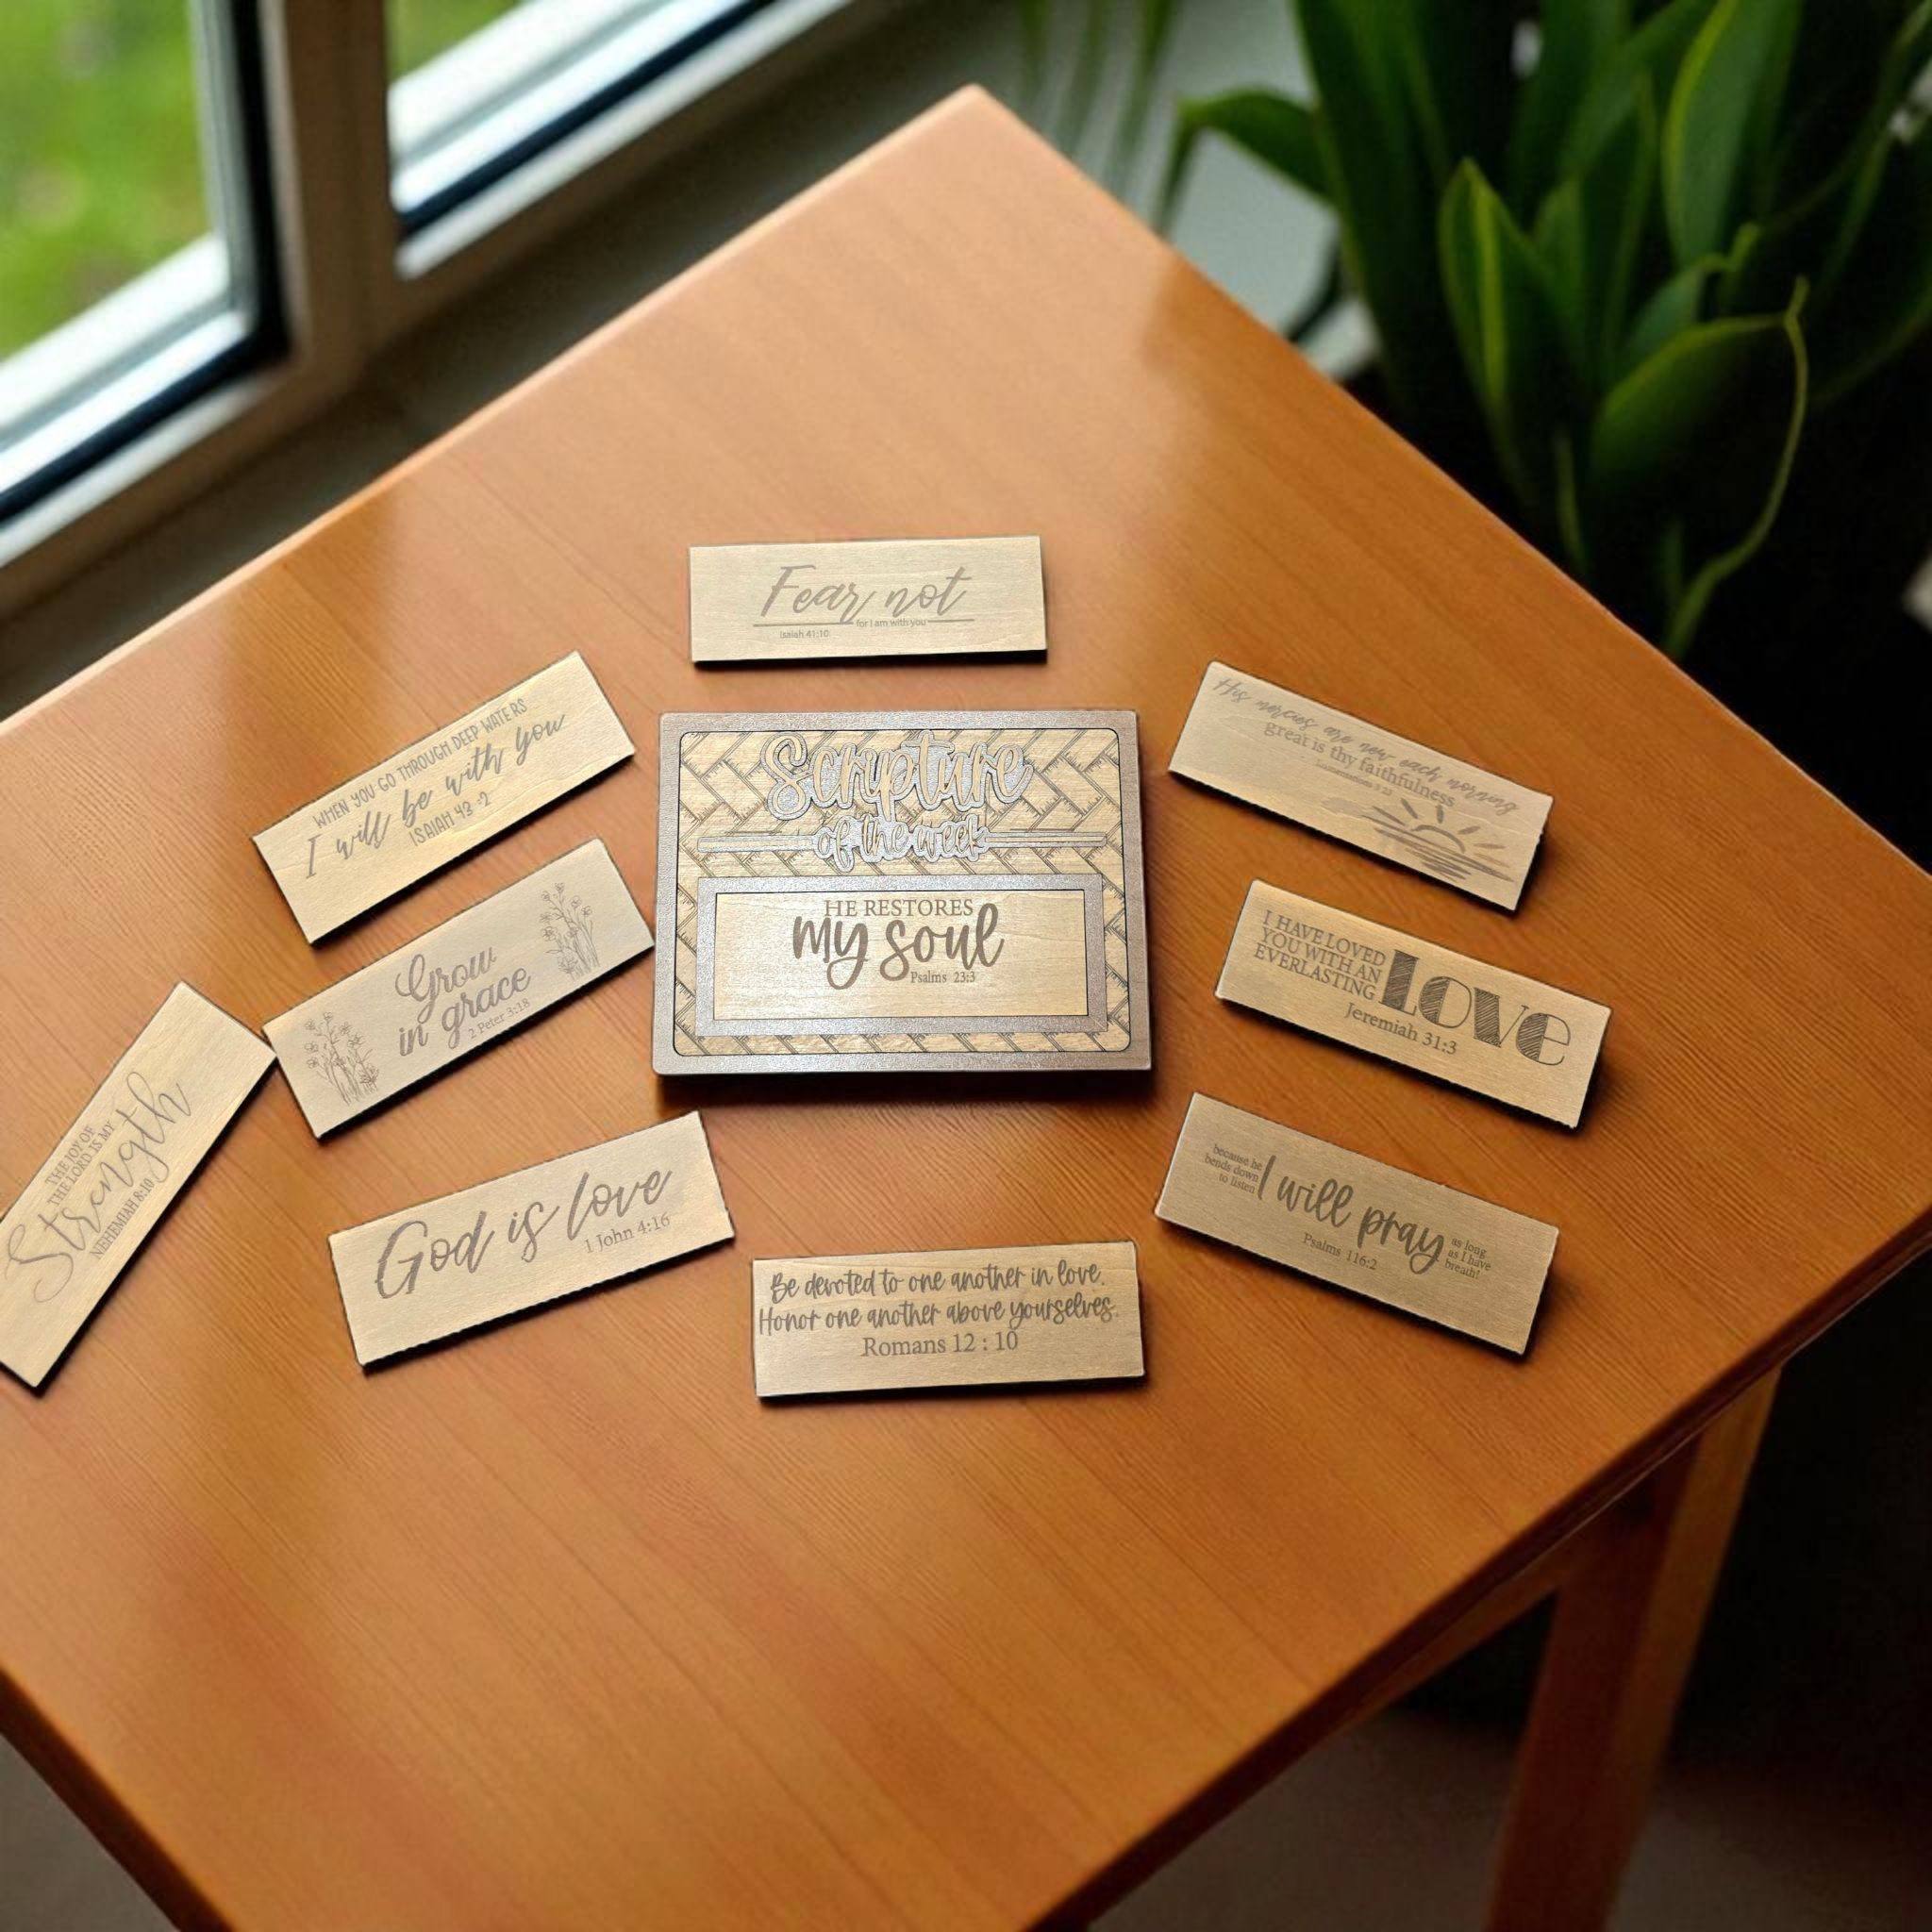 Fear not
for I am with you
Isaiah 41:10
WHEN YOU GO THROUGH DEEP WATERS
I will be with you
ISAIAH 43:2
His mercies are new each morning
great is thy faithfulness
Lamentations 3:23
Scripture
of the week
HE RESTORES
my soul
Psalms 23:3
Grow
in grace
2 Peter 3:18
I HAVE LOVED
YOU WITH AN
EVERLASTING
LOVe
Jeremiah 31:3
THE JOY OF
THE LORD IS MY
Strength
NEHEMIAH 8:10
God is love
1 John 4:16
because he
bends down
to listen
I will pray
as long
as I have
breath!
Psalms 116:2
Be devoted to one another in love.
Honor one another above yourselves.
Romans 12 : 10